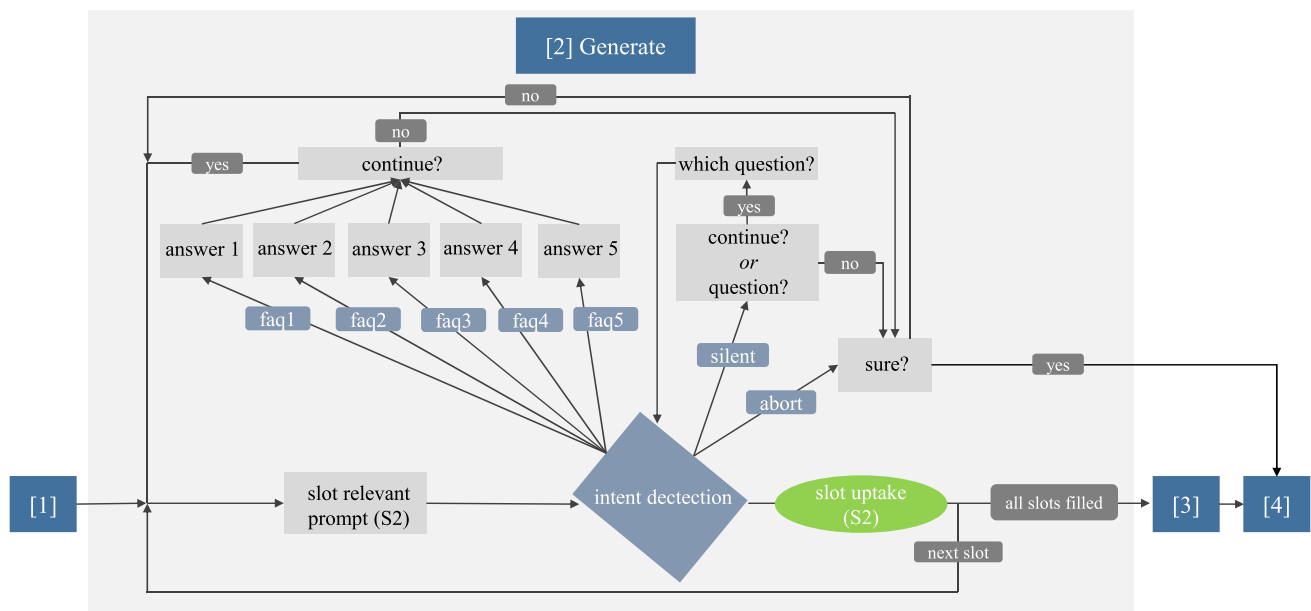 [2] Generate
no
no
yes
continue?
which question?
yes
answer 1
answer 2
answer 3
answer 4
answer 5
continue?
or
question?
no
faq1
faq2
faq3
faq4
faq5
silent
sure?
yes
abort
[1]
slot relevant
prompt (S2)
intent dectection
slot uptake
(S2)
all slots filled
[3]
[4]
next slot